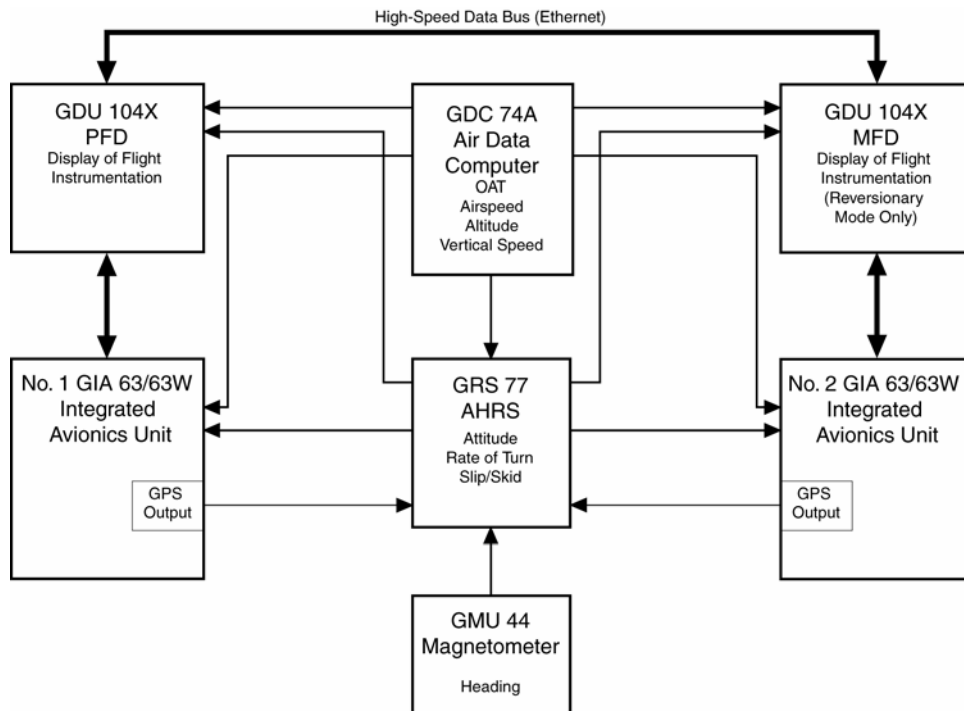 High-Speed Data Bus (Ethernet)
GDU 104X
PFD
Display of Flight
Instrumentation
GDC 74A
Air Data
Computer
OAT
Airspeed
Altitude
Vertical Speed
GDU 104X
MFD
Display of Flight
Instrumentation
(Reversionary
Mode Only)
No. 1 GIA 63/63W
Integrated
Avionics Unit
GPS
Output
GRS 77
AHRS
Attitude
Rate of Turn
Slip/Skid
No. 2 GIA 63/63W
Integrated
Avionics Unit
GPS
Output
GMU 44
Magnetometer
Heading